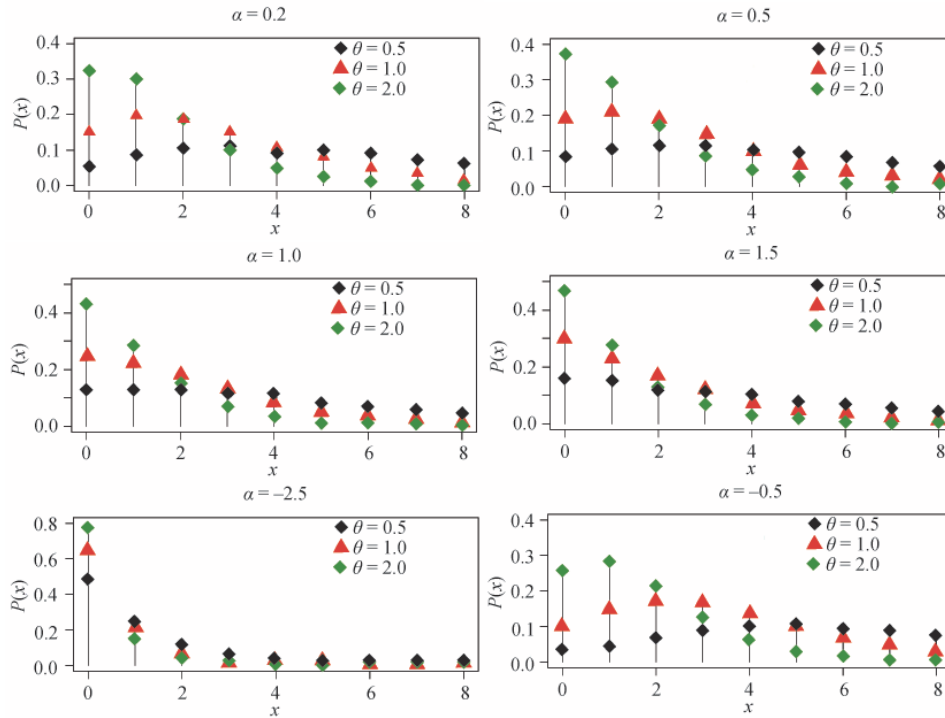 α = 0.2
0.4
0.3
0.2
0.1
0.0
P(x)
θ = 0.5
θ = 1.0
θ = 2.0
0 2 4 6 8
x
α = 0.5
0.4
0.3
0.2
0.1
0.0
P(x)
θ = 0.5
θ = 1.0
θ = 2.0
0 2 4 6 8
x
α = 1.0
0.4
0.2
0.0
P(x)
θ = 0.5
θ = 1.0
θ = 2.0
0 2 4 6 8
x
α = 1.5
0.4
0.2
0.0
P(x)
θ = 0.5
θ = 1.0
θ = 2.0
0 2 4 6 8
x
α = –2.5
0.8
0.6
0.4
0.2
0.0
P(x)
θ = 0.5
θ = 1.0
θ = 2.0
0 2 4 6 8
x
α = –0.5
0.4
0.3
0.2
0.1
0.0
P(x)
θ = 0.5
θ = 1.0
θ = 2.0
0 2 4 6 8
x